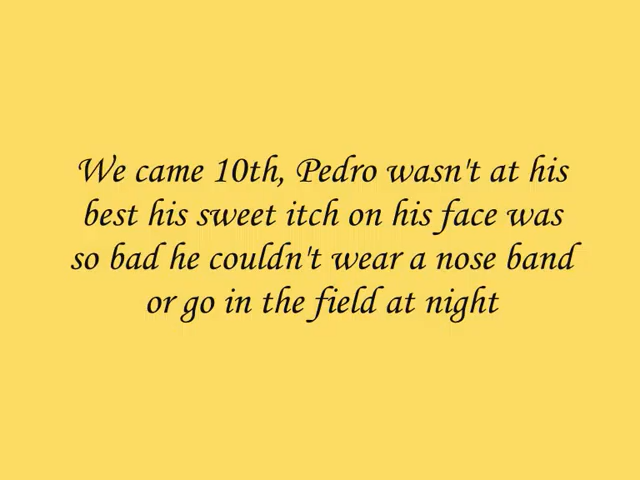 We came 10th, Pedro wasn't at his
best his sweet itch on his face was
so bad he couldn't wear a nose band
or go in the field at night